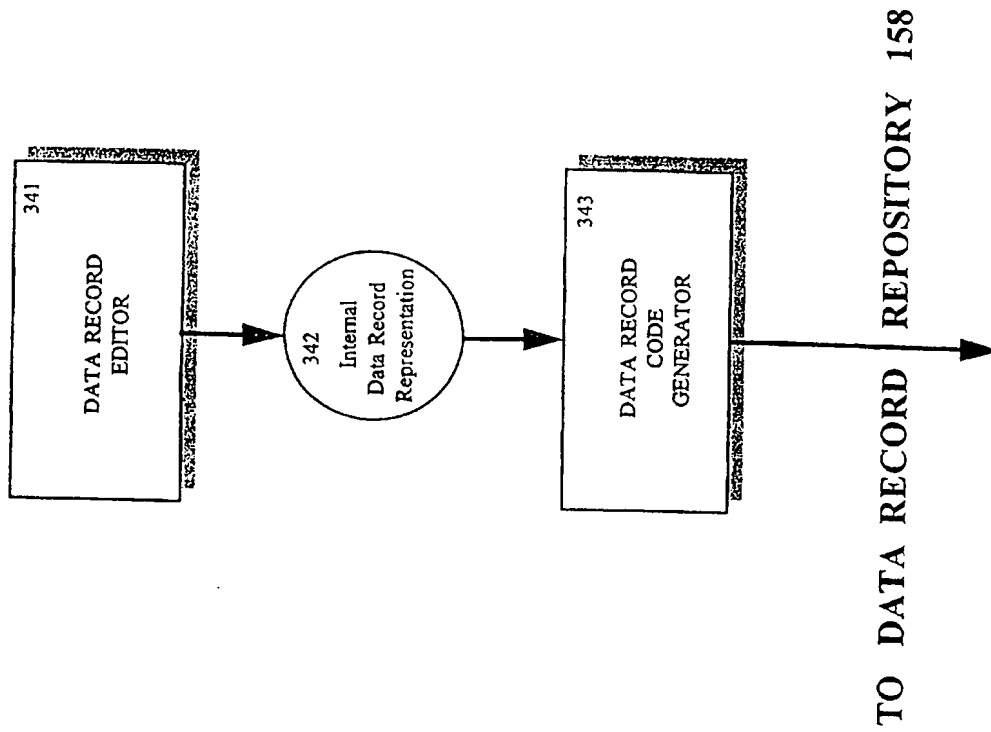 341
DATA RECORD
EDITOR
342
Internal
Data Record
Representation
343
DATA RECORD
CODE
GENERATOR
TO DATA RECORD REPOSITORY 158